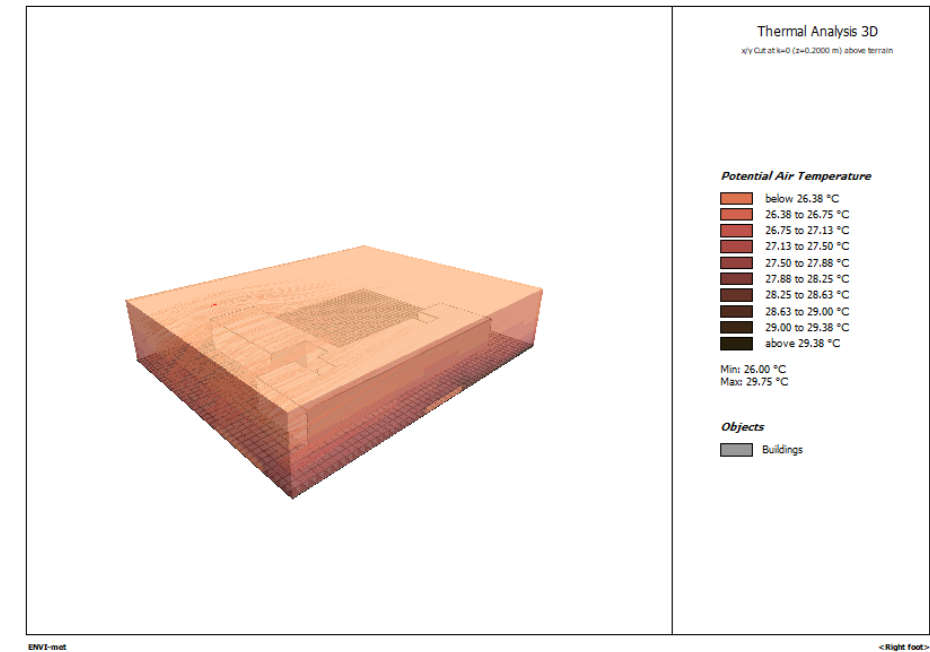 Thermal Analysis 3D
x/y Cut at k=0 (z=0.2000 m) above terrain
Potential Air Temperature
below 26.38 °C
26.38 to 26.75 °C
26.75 to 27.13 °C
27.13 to 27.50 °C
27.50 to 27.88 °C
27.88 to 28.25 °C
28.25 to 28.63 °C
28.63 to 29.00 °C
29.00 to 29.38 °C
above 29.38 °C
Min: 26.00 °C
Max: 29.75 °C
Objects
Buildings
ENVI-met
<Right foot>